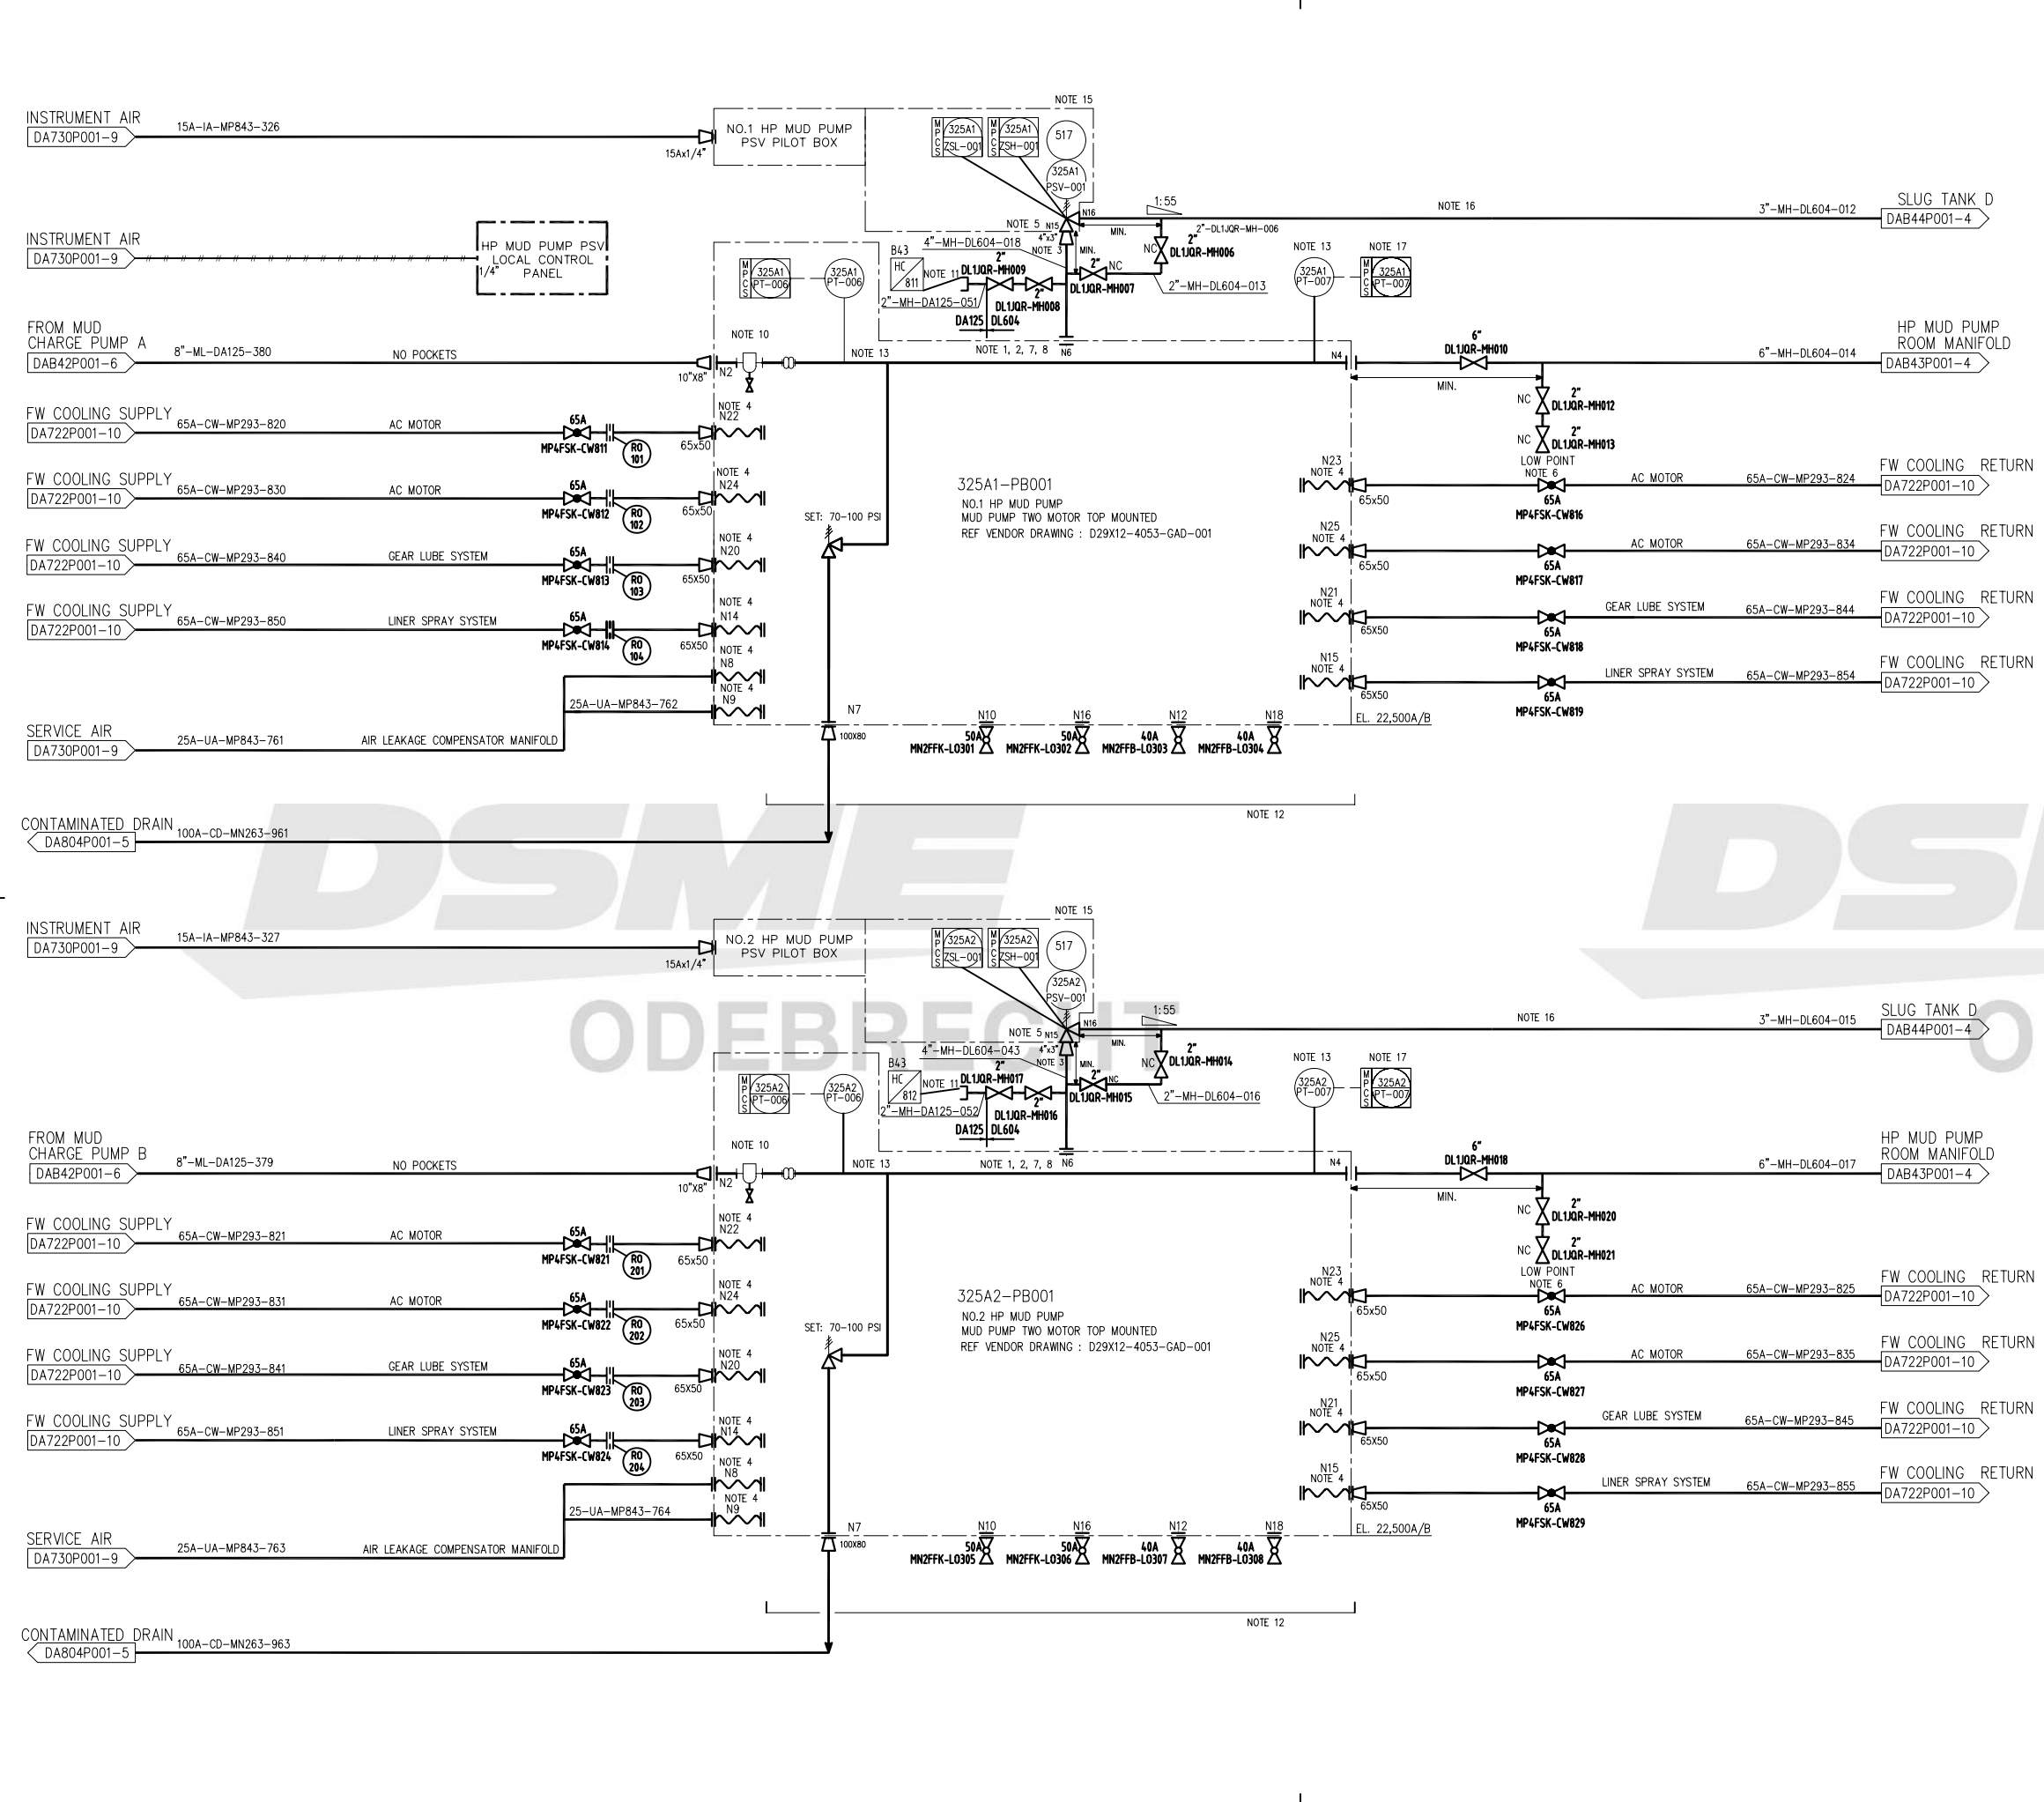 INSTRUMENT AIR
DA730P001-9
15A-IA-MP843-326
15Ax1/4"
NO.1 HP MUD PUMP
PSV PILOT BOX
NOTE 15
MPCS
325A1
ZSL-001
MPCS
325A1
ZSH-001
517
325A1
PSV-001
N16
1:55
NOTE 16
3"-MH-DL604-012
SLUG TANK D
DAB44P001-4
INSTRUMENT AIR
DA730P001-9
HP MUD PUMP PSV
LOCAL CONTROL
PANEL
1/4"
NOTE 5
N15
4"x3"
NOTE 3
MIN.
MIN.
2"-DL1JQR-MH-006
2"
DL1JQR-MH006
NC
4"-MH-DL604-018
B43
HC
811
NOTE 11
2"
DL1JQR-MH009
2"
DL1JQR-MH008
2"
NC
DL1JQR-MH007
2"-MH-DL604-013
2"-MH-DA125-051
DA125
DL604
MPCS
325A1
PT-006
325A1
PT-006
NOTE 13
325A1
PT-007
NOTE 17
MPCS
325A1
PT-007
FROM MUD
CHARGE PUMP A
DAB42P001-6
8"-ML-DA125-380
NO POCKETS
10"X8"
N2
NOTE 10
NOTE 13
NOTE 1, 2, 7, 8
N6
N4
6"
DL1JQR-MH010
MIN.
6"-MH-DL604-014
HP MUD PUMP
ROOM MANIFOLD
DAB43P001-4
NC
2"
DL1JQR-MH012
NC
2"
DL1JQR-MH013
LOW POINT
NOTE 6
FW COOLING SUPPLY
DA722P001-10
65A-CW-MP293-820
AC MOTOR
65A
MP4FSK-CW811
RO
101
65x50
NOTE 4
N22
FW COOLING SUPPLY
DA722P001-10
65A-CW-MP293-830
AC MOTOR
65A
MP4FSK-CW812
RO
102
65x50
NOTE 4
N24
FW COOLING SUPPLY
DA722P001-10
65A-CW-MP293-840
GEAR LUBE SYSTEM
65A
MP4FSK-CW813
RO
103
65X50
NOTE 4
N20
FW COOLING SUPPLY
DA722P001-10
65A-CW-MP293-850
LINER SPRAY SYSTEM
65A
MP4FSK-CW814
RO
104
65X50
NOTE 4
N14
NOTE 4
N8
NOTE 4
N9
25A-UA-MP843-762
SERVICE AIR
DA730P001-9
25A-UA-MP843-761
AIR LEAKAGE COMPENSATOR MANIFOLD
SET: 70-100 PSI
325A1-PB001
NO.1 HP MUD PUMP
MUD PUMP TWO MOTOR TOP MOUNTED
REF VENDOR DRAWING : D29X12-4053-GAD-001
N23
NOTE 4
65x50
65A
MP4FSK-CW816
AC MOTOR
65A-CW-MP293-824
FW COOLING RETURN
DA722P001-10
N25
NOTE 4
65x50
65A
MP4FSK-CW817
AC MOTOR
65A-CW-MP293-834
FW COOLING RETURN
DA722P001-10
N21
NOTE 4
65X50
65A
MP4FSK-CW818
GEAR LUBE SYSTEM
65A-CW-MP293-844
FW COOLING RETURN
DA722P001-10
N15
NOTE 4
65X50
65A
MP4FSK-CW819
LINER SPRAY SYSTEM
65A-CW-MP293-854
FW COOLING RETURN
DA722P001-10
EL. 22,500A/B
N7
100X80
N10
50A
MN2FFK-LO301
N16
50A
MN2FFK-LO302
N12
40A
MN2FFB-LO303
N18
40A
MN2FFB-LO304
NOTE 12
CONTAMINATED DRAIN
DA804P001-5
100A-CD-MN263-961
DSME
ODEBRECHT
INSTRUMENT AIR
DA730P001-9
15A-IA-MP843-327
15Ax1/4"
NO.2 HP MUD PUMP
PSV PILOT BOX
NOTE 15
MPCS
325A2
ZSL-001
MPCS
325A2
ZSH-001
517
325A2
PSV-001
N16
1:55
NOTE 16
3"-MH-DL604-015
SLUG TANK D
DAB44P001-4
NOTE 5
N15
4"x3"
NOTE 3
MIN.
MIN.
2"
DL1JQR-MH014
NC
4"-MH-DL604-043
B43
HC
812
NOTE 11
2"
DL1JQR-MH017
2"
DL1JQR-MH016
2"
NC
DL1JQR-MH015
2"-MH-DL604-016
2"-MH-DA125-052
DA125
DL604
MPCS
325A2
PT-006
325A2
PT-006
NOTE 13
325A2
PT-007
NOTE 17
MPCS
325A2
PT-007
FROM MUD
CHARGE PUMP B
DAB42P001-6
8"-ML-DA125-379
NO POCKETS
10"X8"
N2
NOTE 10
NOTE 13
NOTE 1, 2, 7, 8
N6
N4
6"
DL1JQR-MH018
MIN.
6"-MH-DL604-017
HP MUD PUMP
ROOM MANIFOLD
DAB43P001-4
NC
2"
DL1JQR-MH020
NC
2"
DL1JQR-MH021
LOW POINT
NOTE 6
FW COOLING SUPPLY
DA722P001-10
65A-CW-MP293-821
AC MOTOR
65A
MP4FSK-CW821
RO
201
65x50
NOTE 4
N22
FW COOLING SUPPLY
DA722P001-10
65A-CW-MP293-831
AC MOTOR
65A
MP4FSK-CW822
RO
202
65x50
NOTE 4
N24
FW COOLING SUPPLY
DA722P001-10
65A-CW-MP293-841
GEAR LUBE SYSTEM
65A
MP4FSK-CW823
RO
203
65X50
NOTE 4
N20
FW COOLING SUPPLY
DA722P001-10
65A-CW-MP293-851
LINER SPRAY SYSTEM
65A
MP4FSK-CW824
RO
204
65X50
NOTE 4
N14
NOTE 4
N8
NOTE 4
N9
25-UA-MP843-764
SERVICE AIR
DA730P001-9
25A-UA-MP843-763
AIR LEAKAGE COMPENSATOR MANIFOLD
SET: 70-100 PSI
325A2-PB001
NO.2 HP MUD PUMP
MUD PUMP TWO MOTOR TOP MOUNTED
REF VENDOR DRAWING : D29X12-4053-GAD-001
N23
NOTE 4
65x50
65A
MP4FSK-CW826
AC MOTOR
65A-CW-MP293-825
FW COOLING RETURN
DA722P001-10
N25
NOTE 4
65x50
65A
MP4FSK-CW827
AC MOTOR
65A-CW-MP293-835
FW COOLING RETURN
DA722P001-10
N21
NOTE 4
65X50
65A
MP4FSK-CW828
GEAR LUBE SYSTEM
65A-CW-MP293-845
FW COOLING RETURN
DA722P001-10
N15
NOTE 4
65X50
65A
MP4FSK-CW829
LINER SPRAY SYSTEM
65A-CW-MP293-855
FW COOLING RETURN
DA722P001-10
EL. 22,500A/B
N7
100X80
N10
50A
MN2FFK-LO305
N16
50A
MN2FFK-LO306
N12
40A
MN2FFB-LO307
N18
40A
MN2FFB-LO308
NOTE 12
CONTAMINATED DRAIN
DA804P001-5
100A-CD-MN263-963